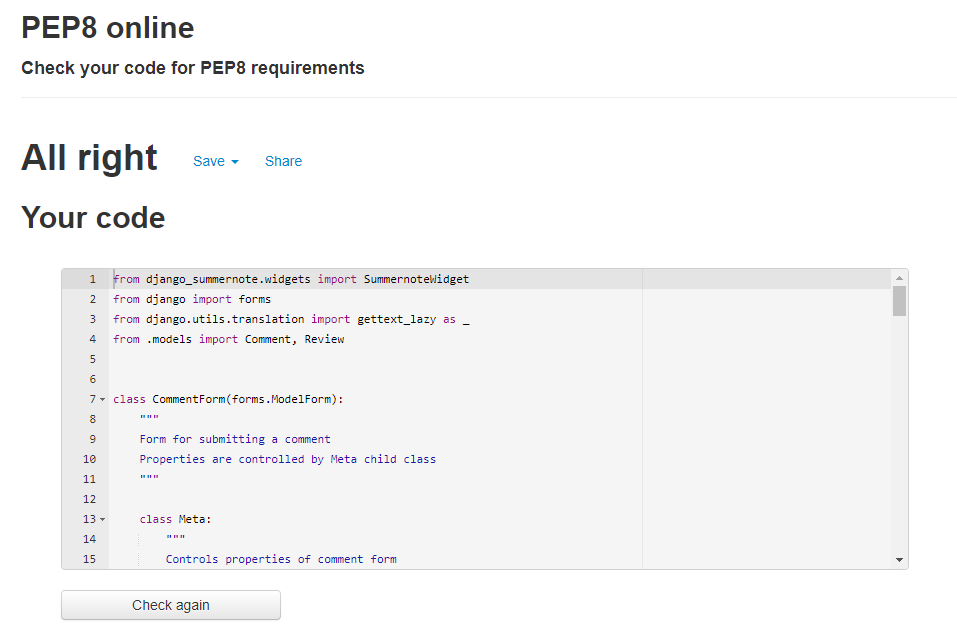 PEP8 online
Check your code for PEP8 requirements
All right Save Share
Your code
1 from django_summernote.widgets import SummernoteWidget
2 from django import forms
3 from django.utils.translation import gettext_lazy as _
4 from .models import Comment, Review
5
6
7 class CommentForm(forms.ModelForm):
8 """
9 Form for submitting a comment
10 Properties are controlled by Meta child class
11 """
12
13 class Meta:
14 """
15 Controls properties of comment form
Check again